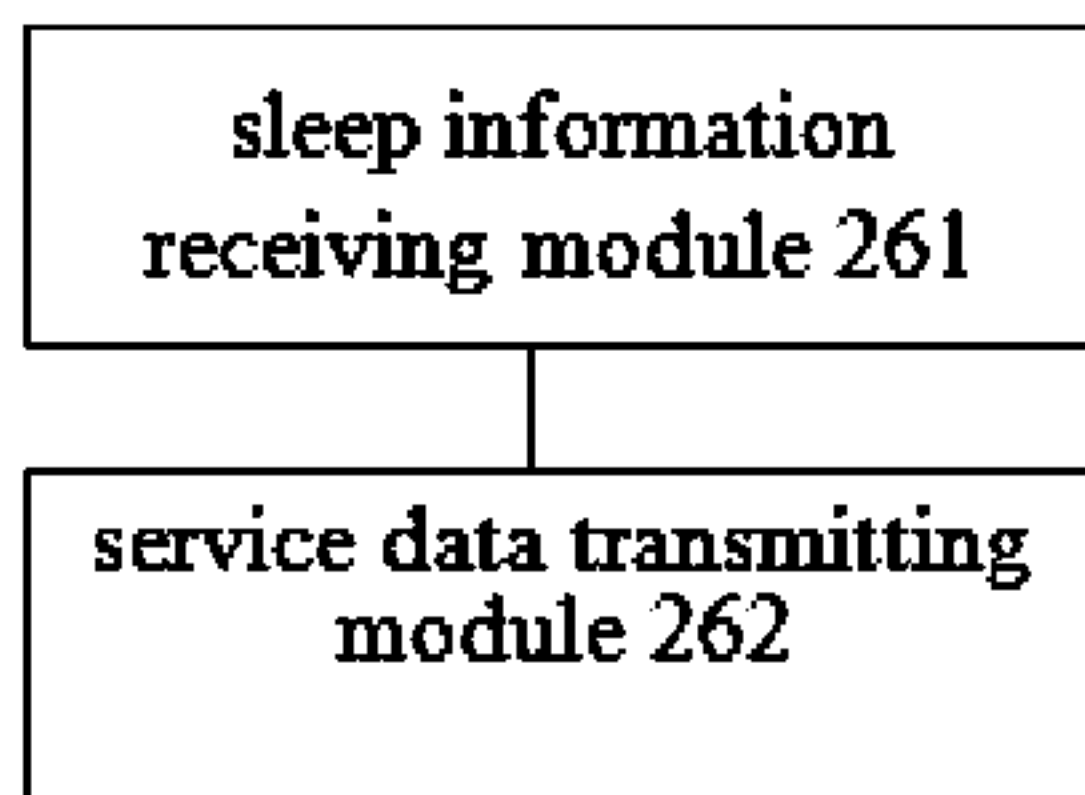 sleep information
receiving module 261
service data transmitting
module 262